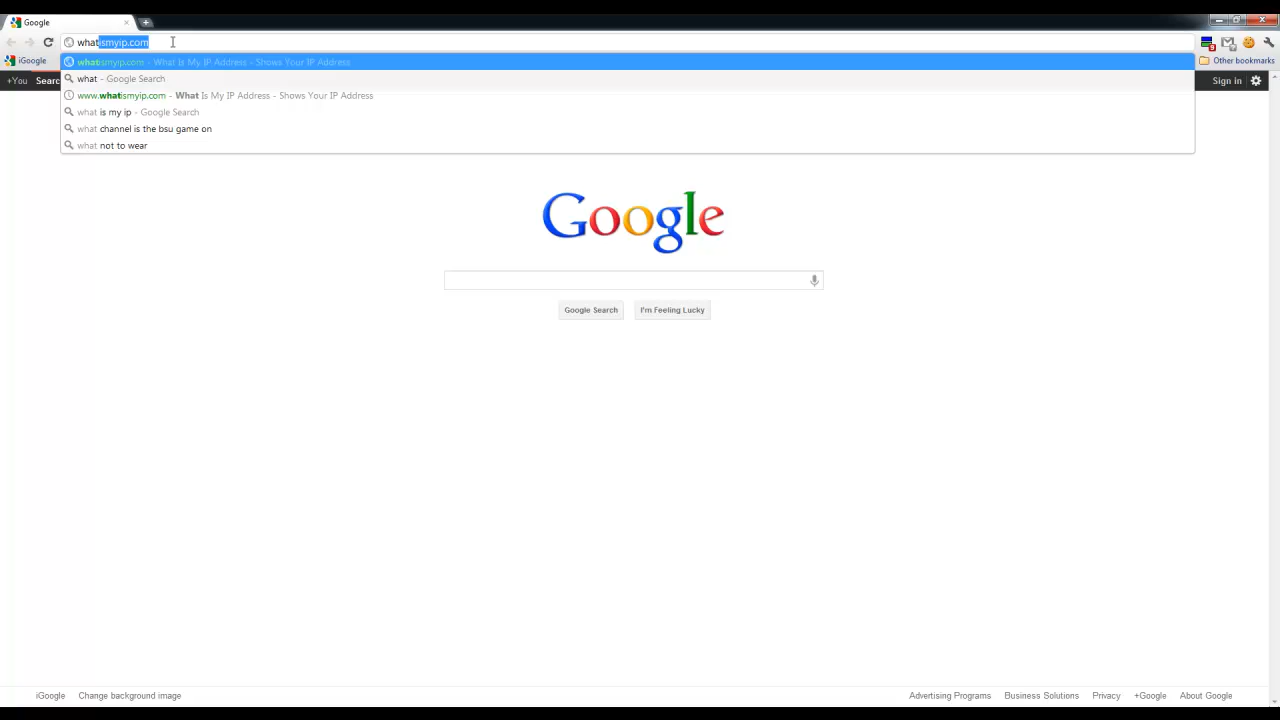 Google
whatismyip.com
iGoogle
Other bookmarks
whatismyip.com - What Is My IP Address - Shows Your IP Address
what - Google Search
www.whatismyip.com - What Is My IP Address - Shows Your IP Address
what is my ip - Google Search
what channel is the bsu game on
what not to wear
+You Searc
Sign in
Google
Google Search
I'm Feeling Lucky
iGoogle Change background image
Advertising Programs Business Solutions Privacy +Google About Google